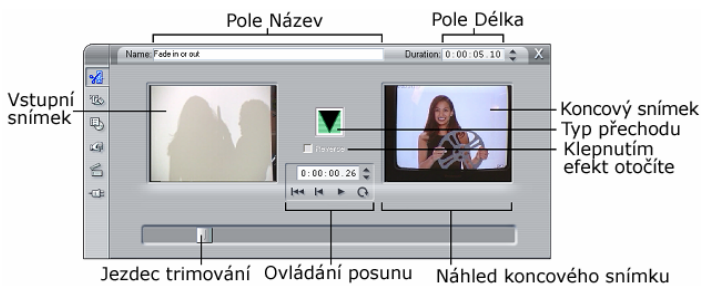 Pole Název
Pole Délka
Name: Fade in or out
Duration: 0:00:05.10
X
Vstupní
snímek
Koncový snímek
Typ přechodu
Reverse
Klepnutím
efekt otočíte
0:00:00.26
Jezdec trimování
Ovládání posunu
Náhled koncového snímku